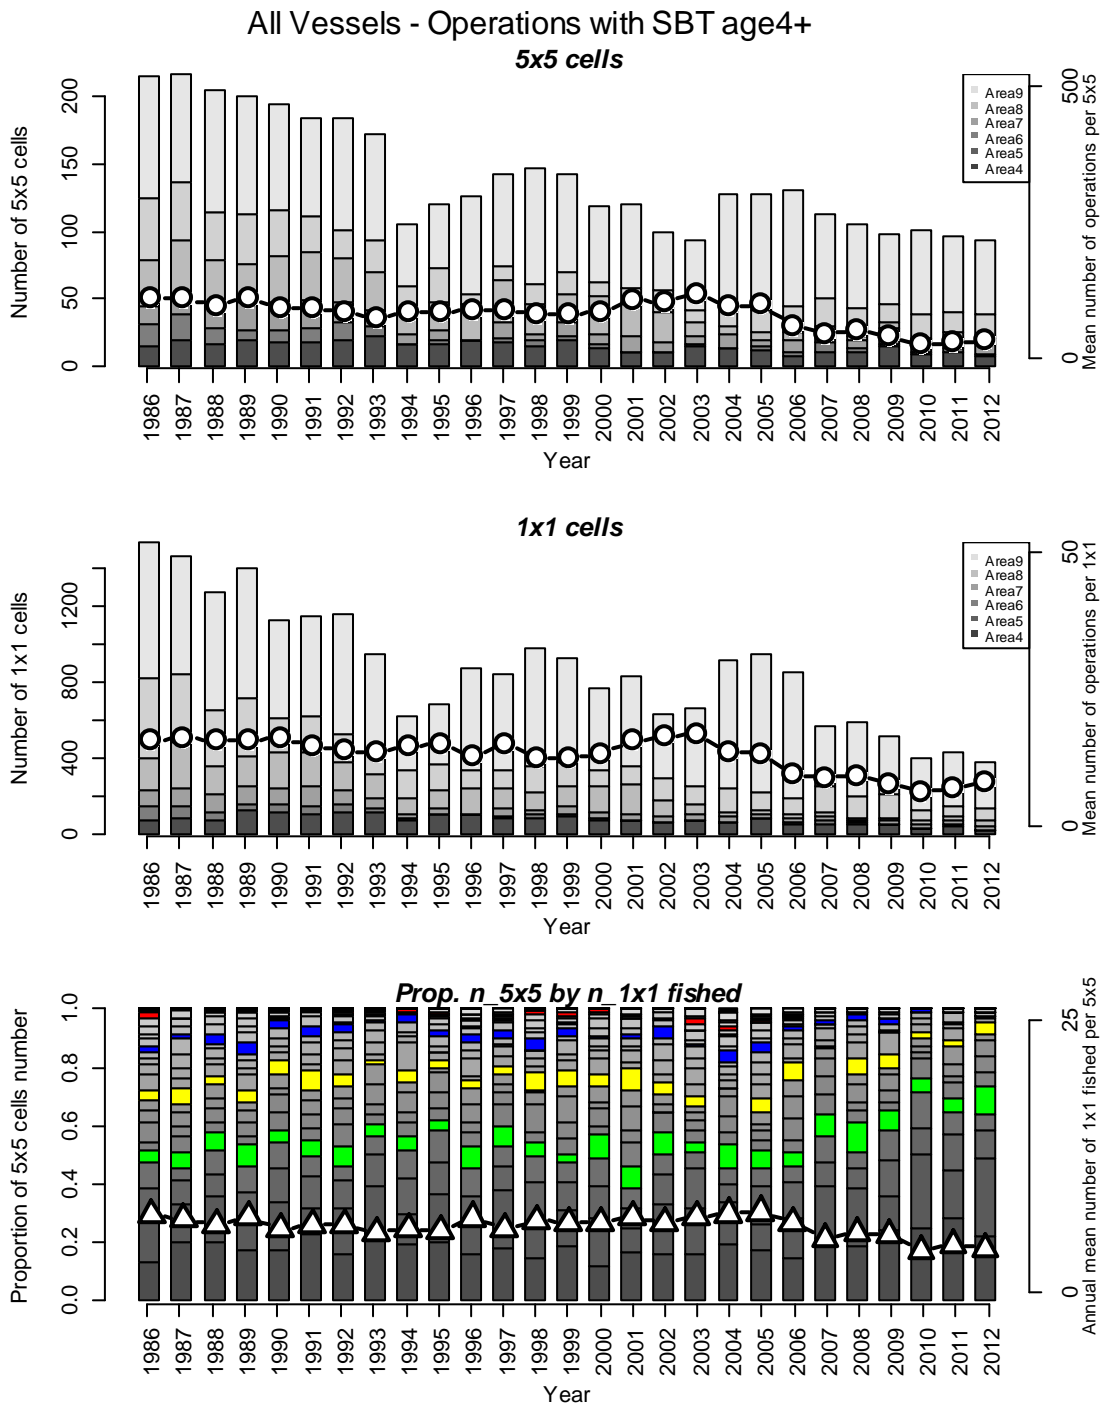 All Vessels - Operations with SBT age4+
5x5 cells
Number of 5x5 cells
0 50 100 150 200
Area9
Area8
Area7
Area6
Area5
Area4
0 500
Mean number of operations per 5x5
1986 1987 1988 1989 1990 1991 1992 1993 1994 1995 1996 1997 1998 1999 2000 2001 2002 2003 2004 2005 2006 2007 2008 2009 2010 2011 2012
Year
1x1 cells
Number of 1x1 cells
0 400 800 1200
Area9
Area8
Area7
Area6
Area5
Area4
0 50
Mean number of operations per 1x1
1986 1987 1988 1989 1990 1991 1992 1993 1994 1995 1996 1997 1998 1999 2000 2001 2002 2003 2004 2005 2006 2007 2008 2009 2010 2011 2012
Year
Prop. n_5x5 by n_1x1 fished
Proportion of 5x5 cells number
0.0 0.2 0.4 0.6 0.8 1.0
0 25
Annual mean number of 1x1 fished per 5x5
1986 1987 1988 1989 1990 1991 1992 1993 1994 1995 1996 1997 1998 1999 2000 2001 2002 2003 2004 2005 2006 2007 2008 2009 2010 2011 2012
Year